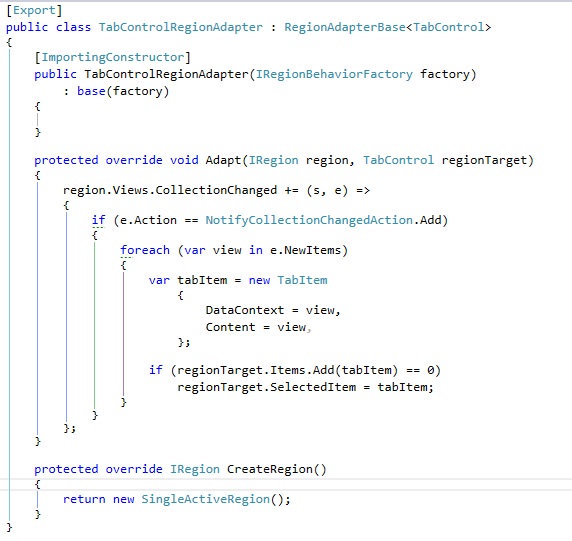 [Export]
public class TabControlRegionAdapter : RegionAdapterBase<TabControl>
{
    [ImportingConstructor]
    public TabControlRegionAdapter(IRegionBehaviorFactory factory)
        : base(factory)
    {

    }

    protected override void Adapt(IRegion region, TabControl regionTarget)
    {
        region.Views.CollectionChanged += (s, e) =>
        {
            if (e.Action == NotifyCollectionChangedAction.Add)
            {
                foreach (var view in e.NewItems)
                {
                    var tabItem = new TabItem
                        {
                            DataContext = view,
                            Content = view,
                        };

                    if (regionTarget.Items.Add(tabItem) == 0)
                        regionTarget.SelectedItem = tabItem;
                }
            }
        };
    }

    protected override IRegion CreateRegion()
    {
        return new SingleActiveRegion();
    }
}